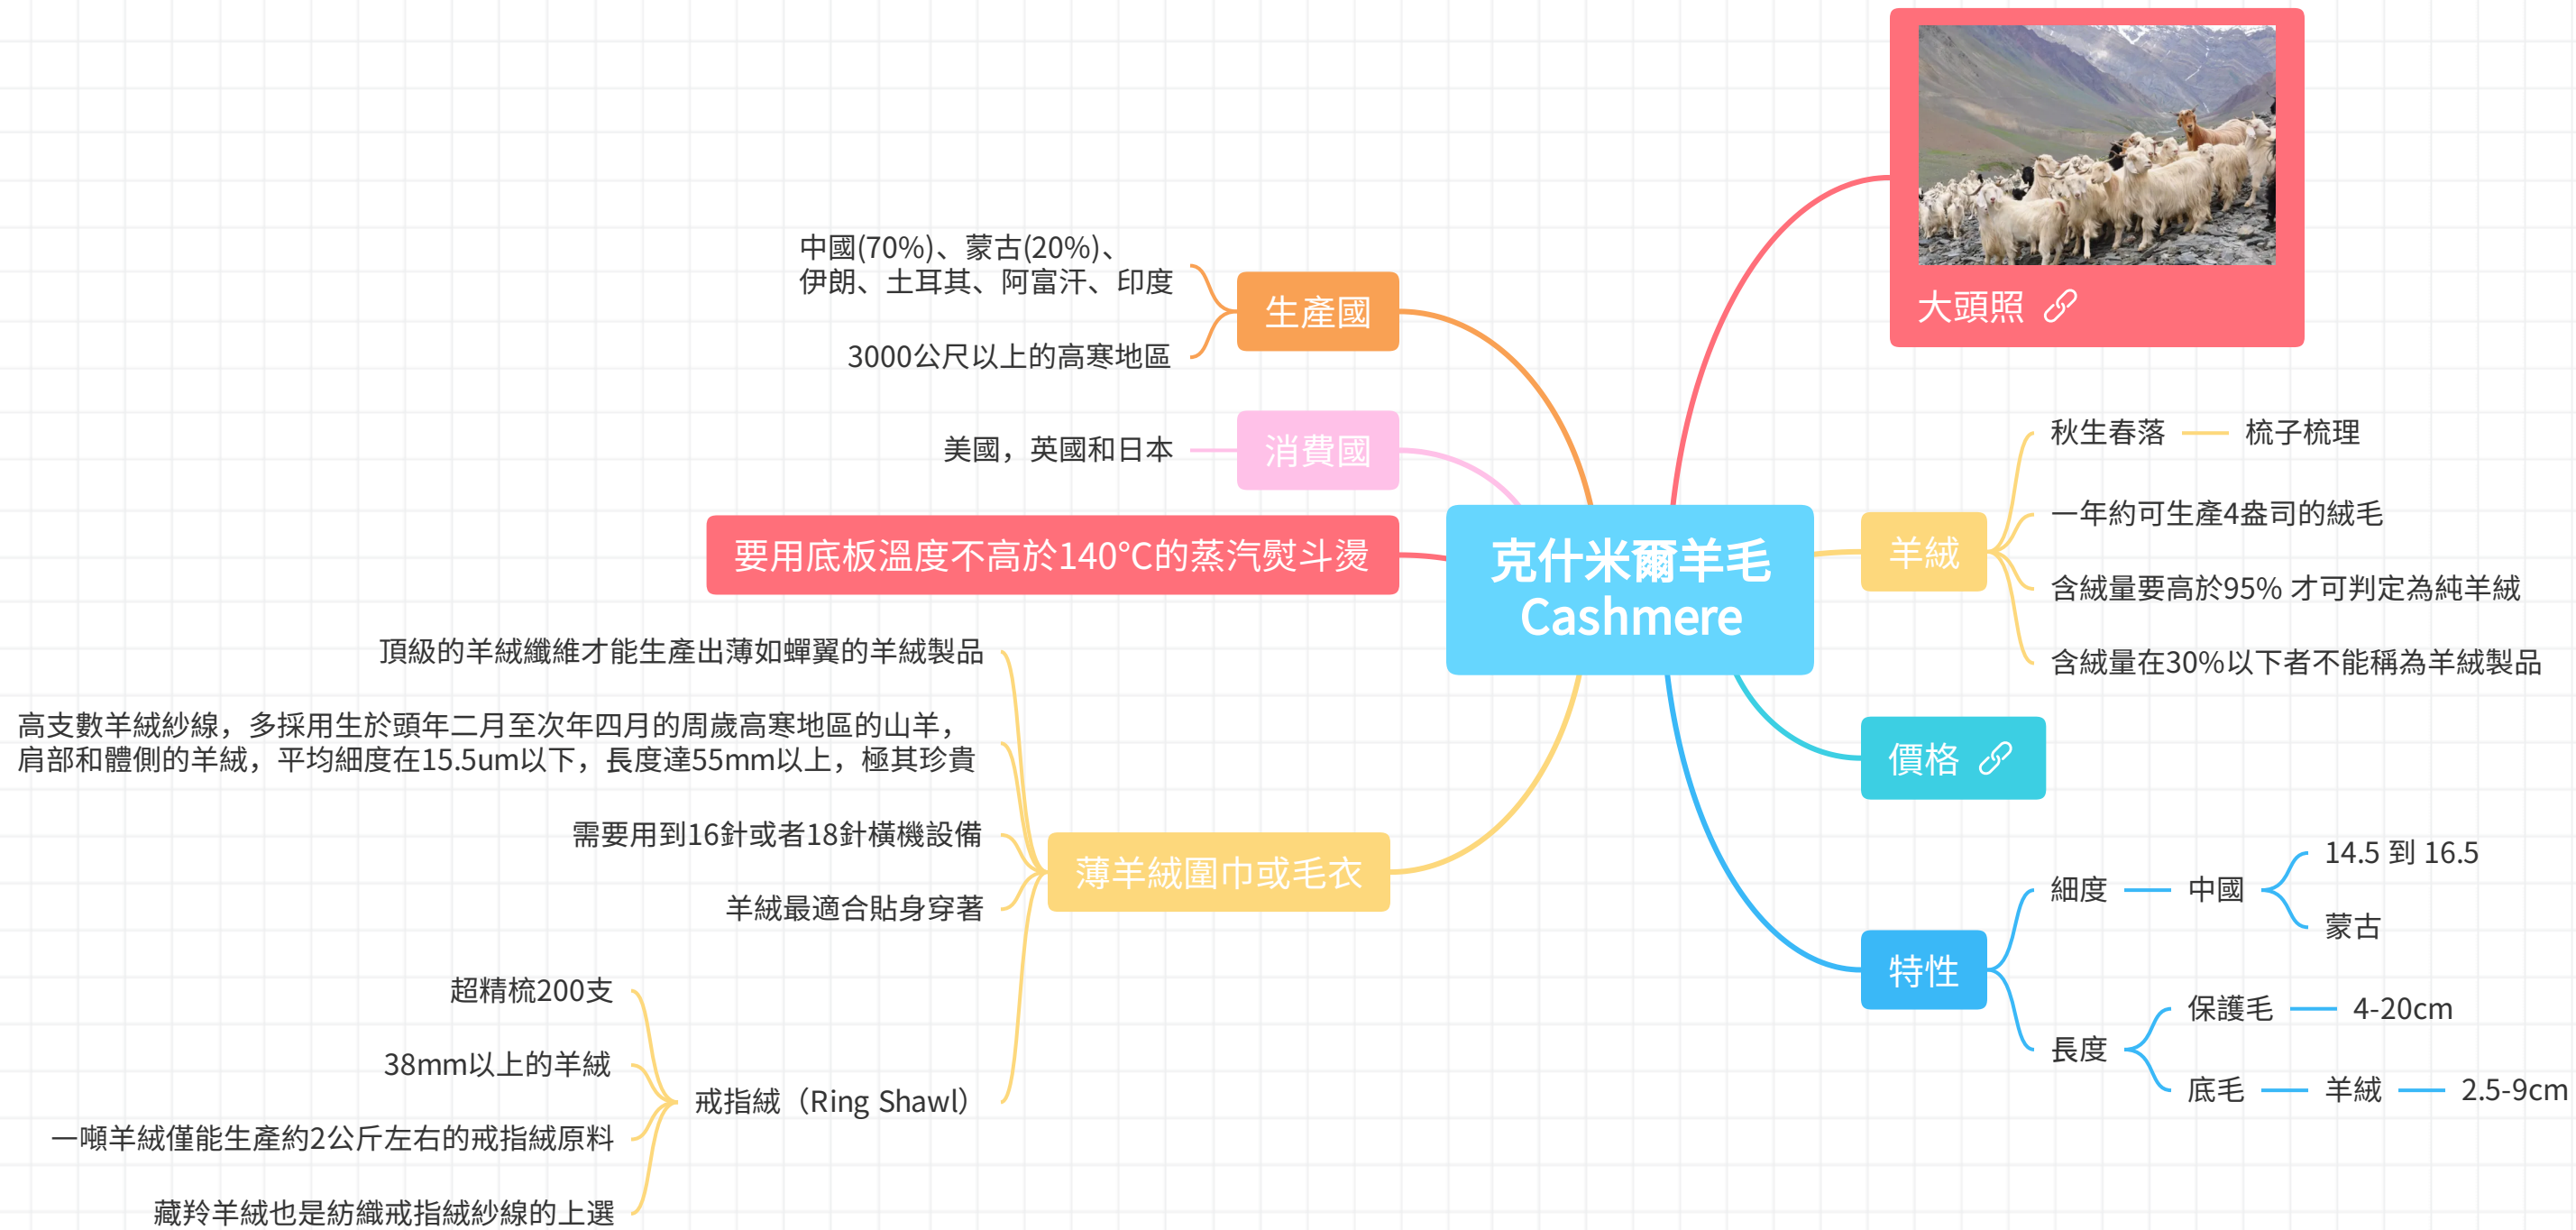 克什米爾羊毛
Cashmere
大頭照
羊絨
秋生春落
梳子梳理
一年約可生產4盎司的絨毛
含絨量要高於95% 才可判定為純羊絨
含絨量在30%以下者不能稱為羊絨製品
價格
特性
細度
中國
14.5 到 16.5
蒙古
長度
保護毛
4-20cm
底毛
羊絨
2.5-9cm
生產國
中國(70%)、蒙古(20%)、
伊朗、土耳其、阿富汗、印度
3000公尺以上的高寒地區
消費國
美國，英國和日本
要用底板溫度不高於140°C的蒸汽熨斗燙
薄羊絨圍巾或毛衣
頂級的羊絨纖維才能生產出薄如蟬翼的羊絨製品
高支數羊絨紗線，多採用生於頭年二月至次年四月的周歲高寒地區的山羊，
肩部和體側的羊絨，平均細度在15.5um以下，長度達55mm以上，極其珍貴
需要用到16針或者18針橫機設備
羊絨最適合貼身穿著
戒指絨（Ring Shawl）
超精梳200支
38mm以上的羊絨
一噸羊絨僅能生產約2公斤左右的戒指絨原料
藏羚羊絨也是紡織戒指絨紗線的上選